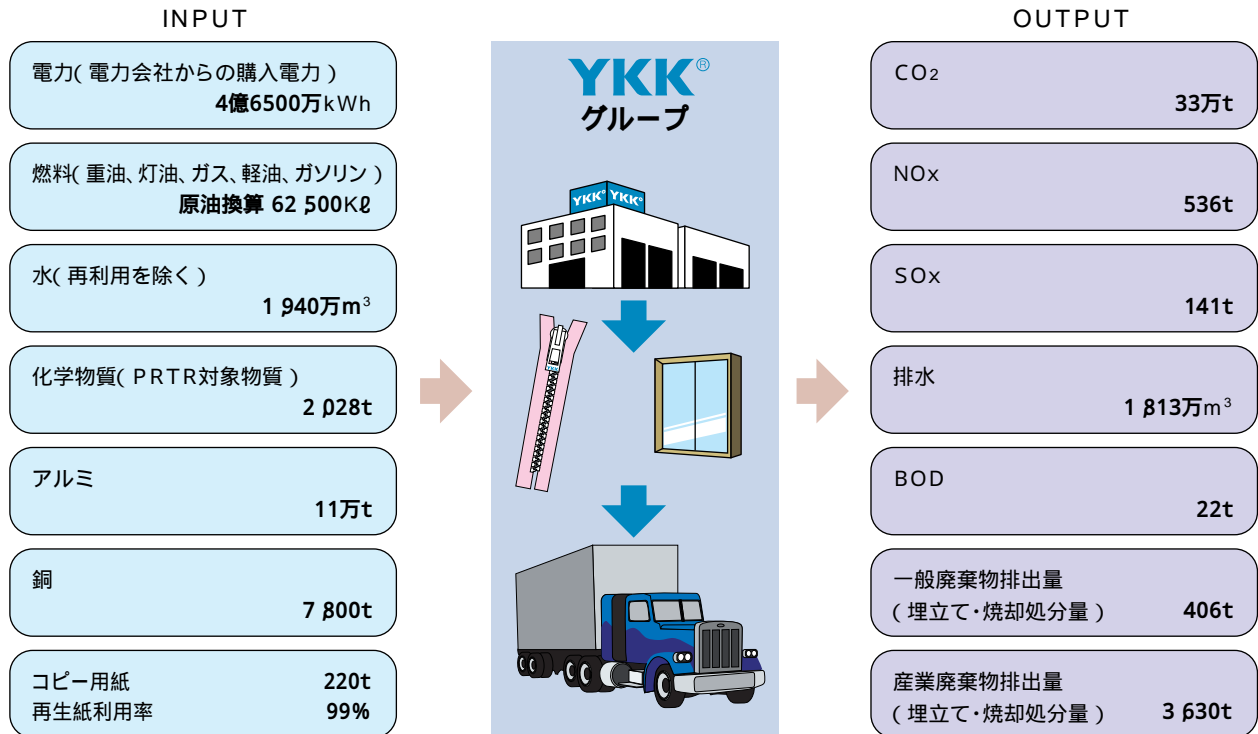 INPUT
電力(電力会社からの購入電力)
4億6500万kWh
燃料(重油、灯油、ガス、軽油、ガソリン)
原油換算 62,500Kℓ
水(再利用を除く)
1,940万m³
化学物質(PRTR対象物質)
2,028t
アルミ
11万t
銅
7,800t
コピー用紙 220t
再生紙利用率 99%
YKK®
グループ
YKK® YKK®
YKK
OUTPUT
CO₂
33万t
NOx
536t
SOx
141t
排水
1,813万m³
BOD
22t
一般廃棄物排出量
(埋立て・焼却処分量) 406t
産業廃棄物排出量
(埋立て・焼却処分量) 3,630t